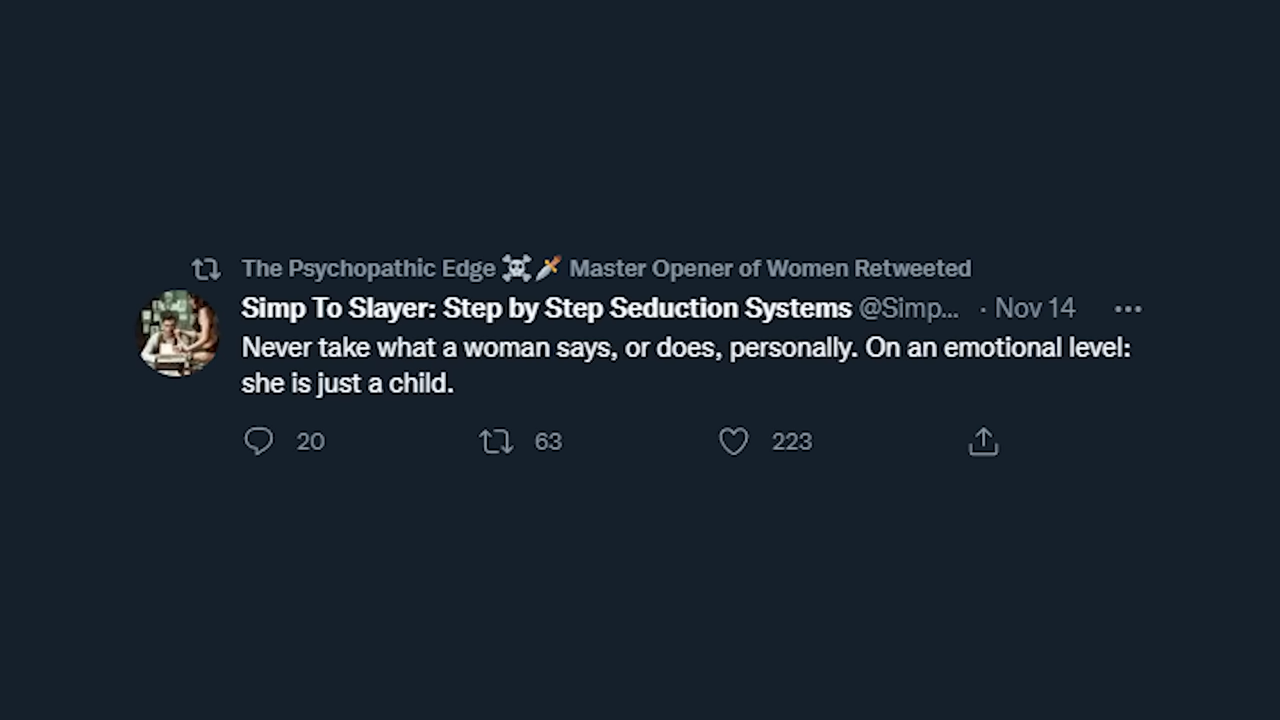 The Psychopathic Edge ☠️🗡️ Master Opener of Women Retweeted
Simp To Slayer: Step by Step Seduction Systems @Simp... · Nov 14
Never take what a woman says, or does, personally. On an emotional level:
she is just a child.
20 63 223